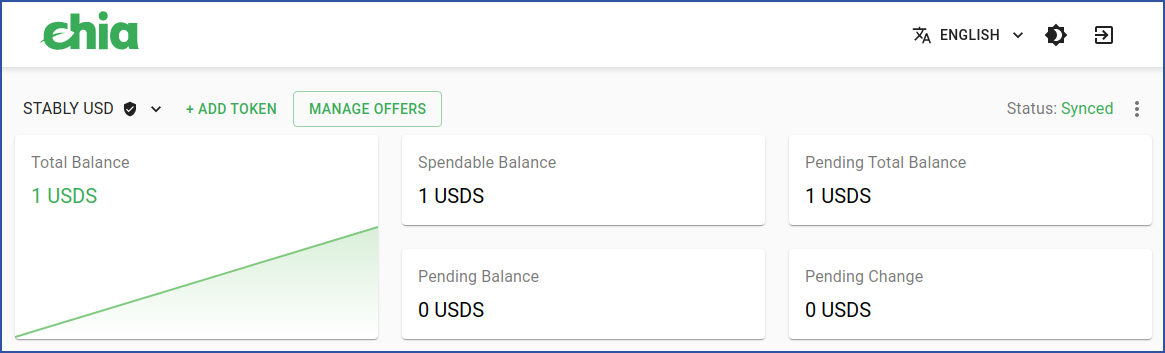 chia
ENGLISH
STABLY USD
+ ADD TOKEN
MANAGE OFFERS
Status: Synced
Total Balance
1 USDS
Spendable Balance
1 USDS
Pending Total Balance
1 USDS
Pending Balance
0 USDS
Pending Change
0 USDS